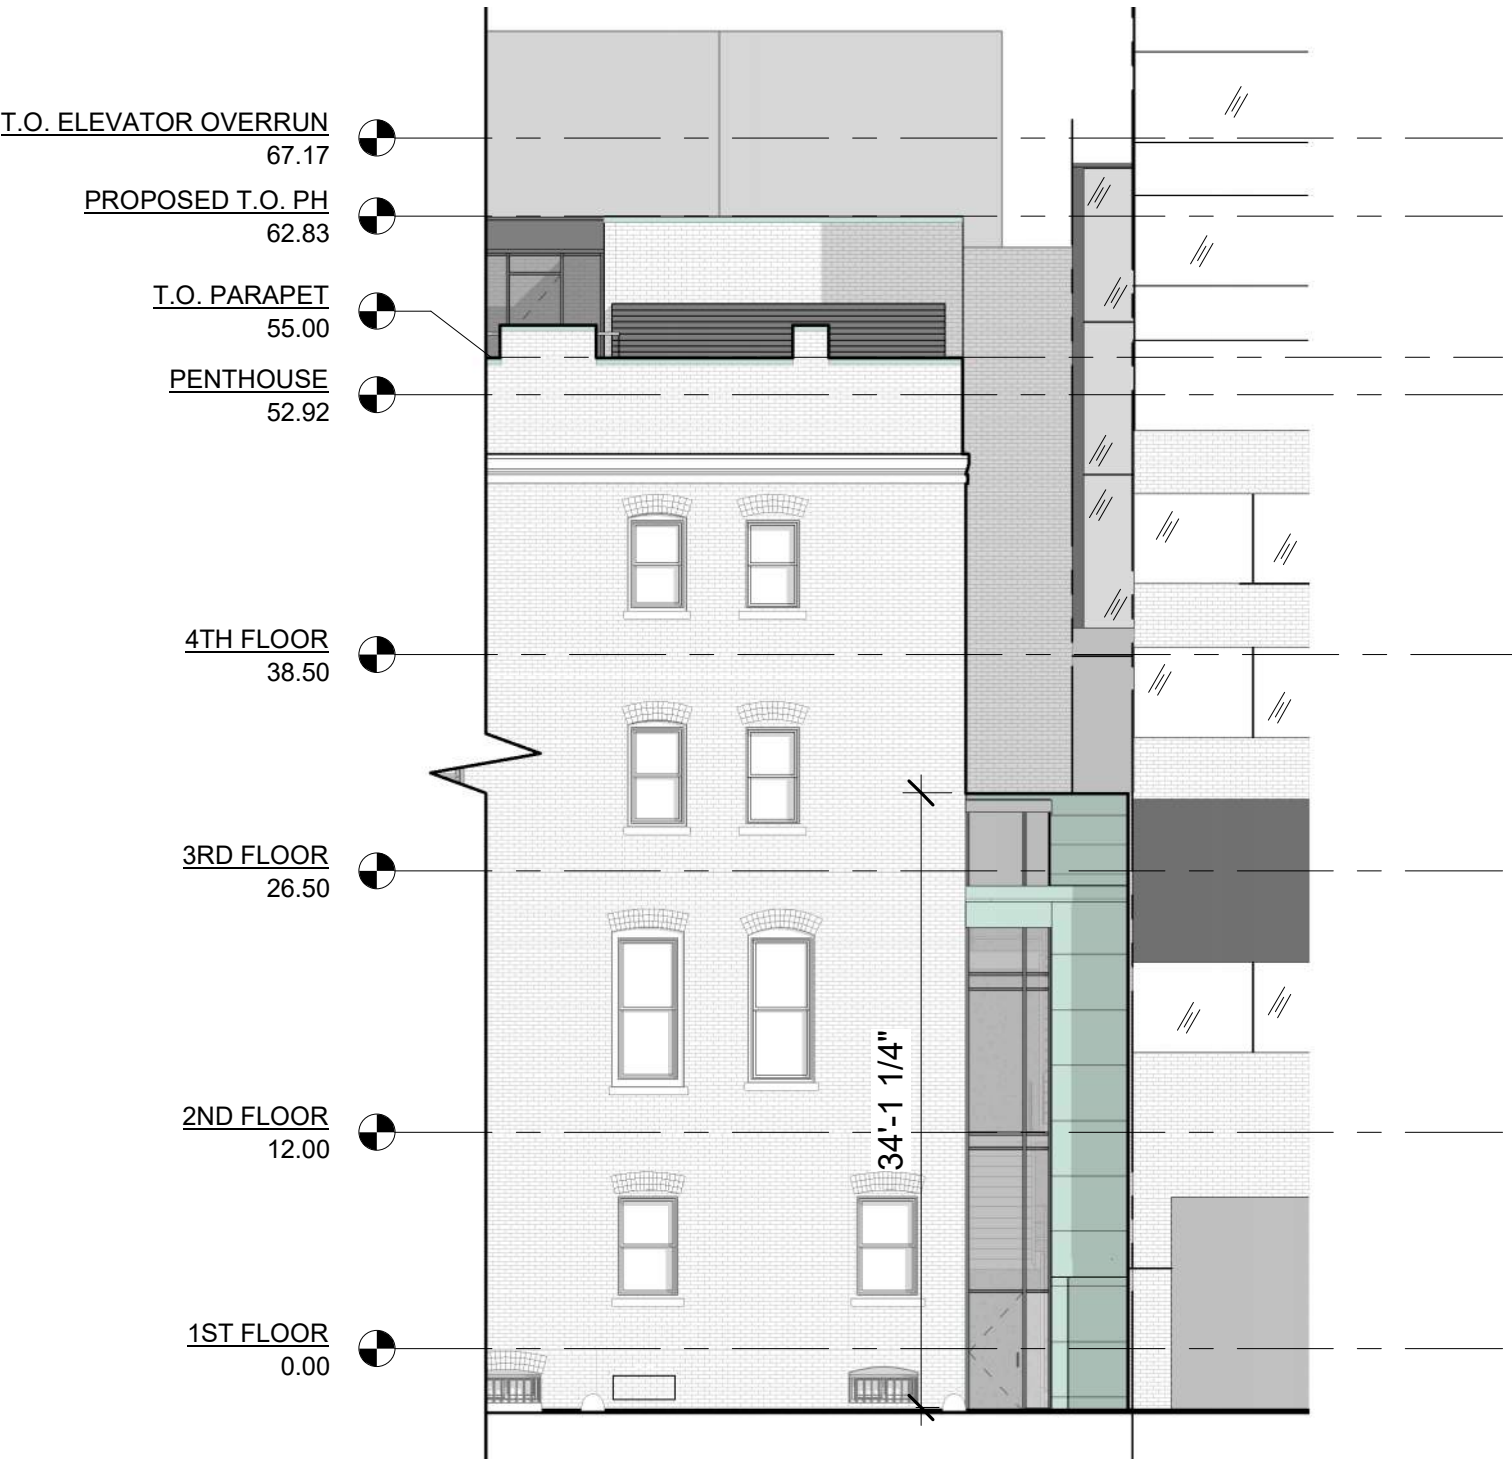 T.O. ELEVATOR OVERRUN
67.17
PROPOSED T.O. PH
62.83
T.O. PARAPET
55.00
PENTHOUSE
52.92
4TH FLOOR
38.50
3RD FLOOR
26.50
34'-1 1/4"
2ND FLOOR
12.00
1ST FLOOR
0.00